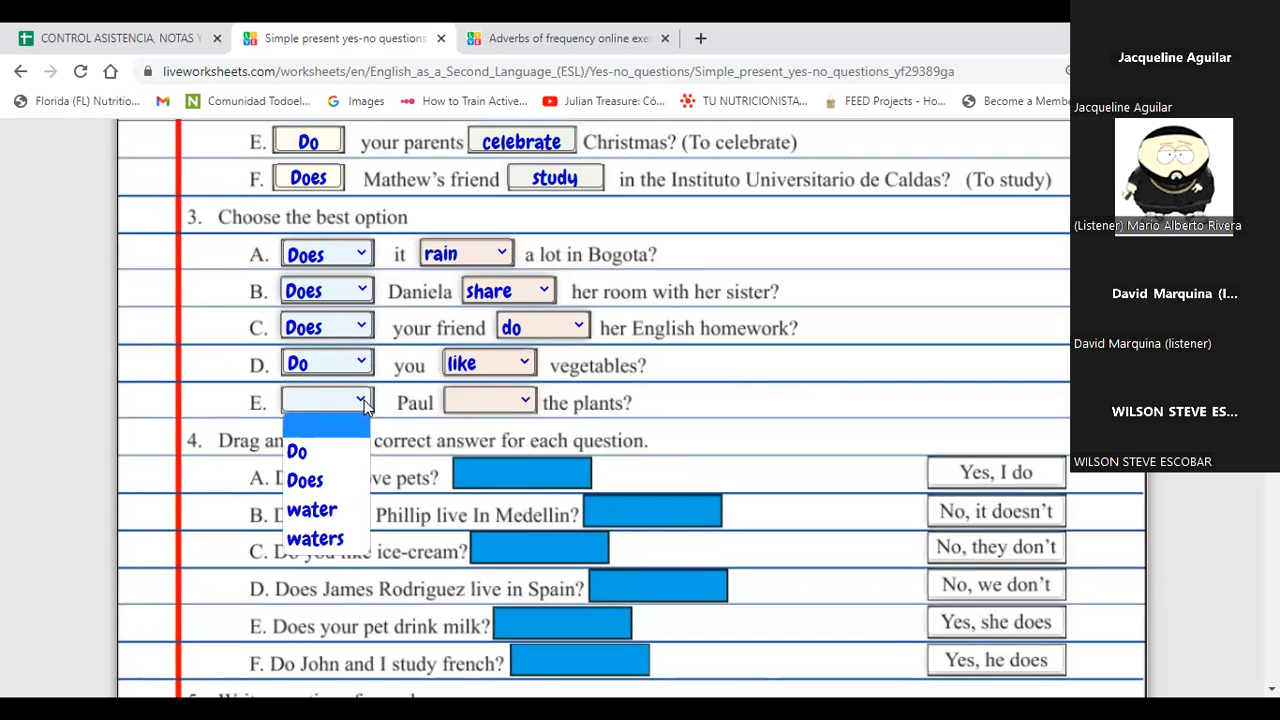 CONTROL ASISTENCIA, NOTAS Y
Simple present yes-no questions
Adverbs of frequency online exe
liveworksheets.com/worksheets/en/English_as_a_Second_Language_(ESL)/Yes-no_questions/Simple_present_yes-no_questions_yf29389ga
Florida (FL) Nutritio...
Comunidad Todoel...
Images
How to Train Active...
Julian Treasure: Có...
TU NUTRICIONISTA...
FEED Projects - Ho...
Become a Membe
E. Do your parents celebrate Christmas? (To celebrate)
F. Does Mathew's friend study in the Instituto Universitario de Caldas? (To study)
3. Choose the best option
A. Does it rain a lot in Bogota?
B. Does Daniela share her room with her sister?
C. Does your friend do her English homework?
D. Do you like vegetables?
E. Paul the plants?
Do
Does
water
waters
4. Drag an correct answer for each question.
A. D ve pets? Yes, I do
B. D Phillip live In Medellin? No, it doesn't
C. Do you like ice-cream? No, they don't
D. Does James Rodriguez live in Spain? No, we don't
E. Does your pet drink milk? Yes, she does
F. Do John and I study french? Yes, he does
Jacqueline Aguilar
Jacqueline Aguilar
(Listener) Mario Alberto Rivera
David Marquina (l...
David Marquina (listener)
WILSON STEVE ES...
WILSON STEVE ESCOBAR